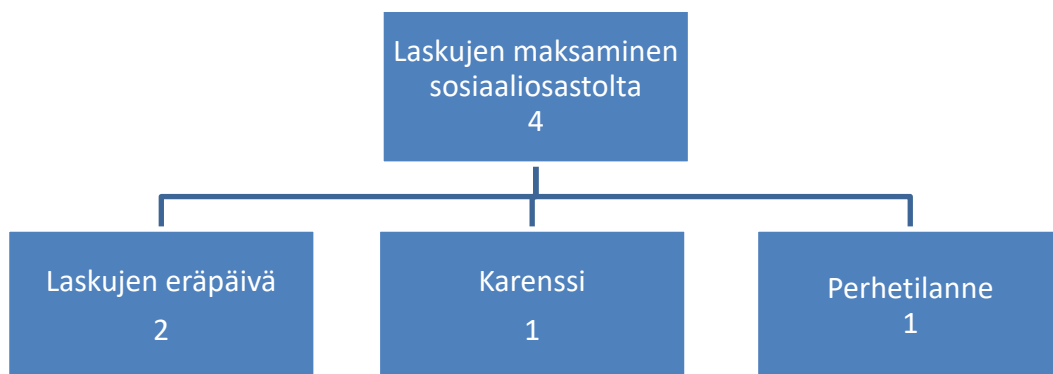 Laskujen maksaminen
sosiaaliosastolta
4
Laskujen eräpäivä
2
Karenssi
1
Perhetilanne
1